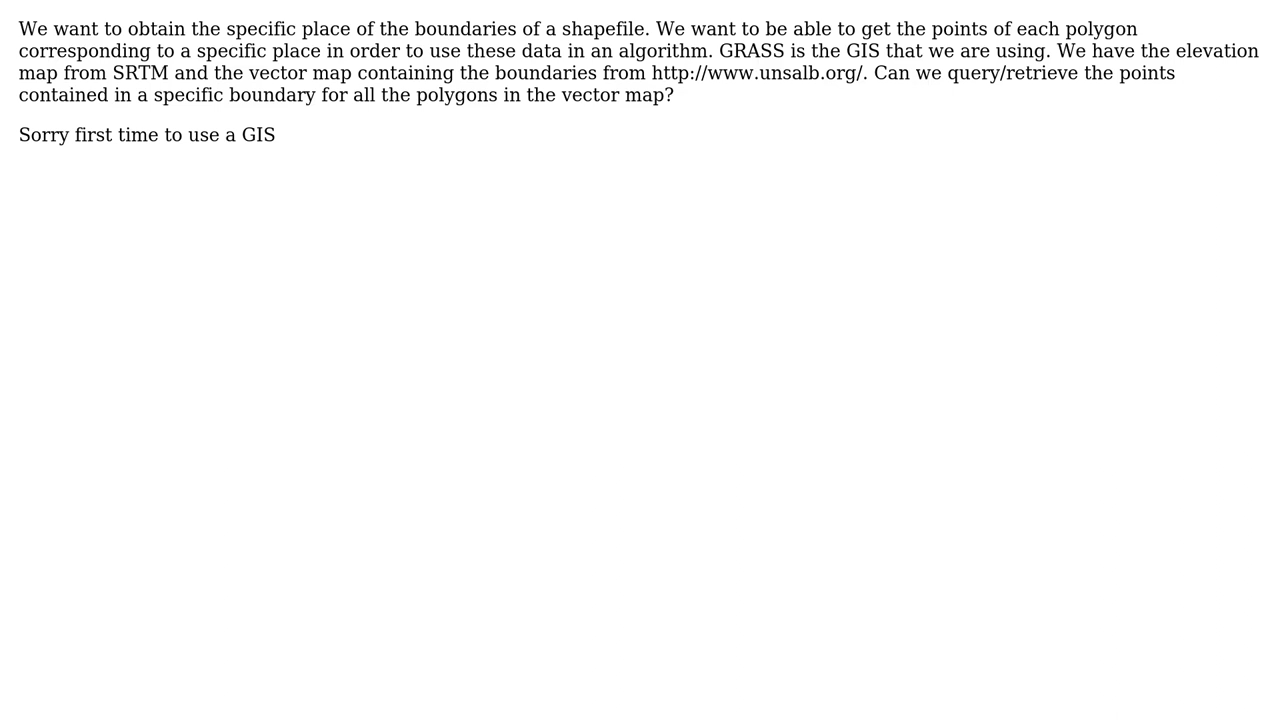 We want to obtain the specific place of the boundaries of a shapefile. We want to be able to get the points of each polygon
corresponding to a specific place in order to use these data in an algorithm. GRASS is the GIS that we are using. We have the elevation
map from SRTM and the vector map containing the boundaries from http://www.unsalb.org/. Can we query/retrieve the points
contained in a specific boundary for all the polygons in the vector map?
Sorry first time to use a GIS